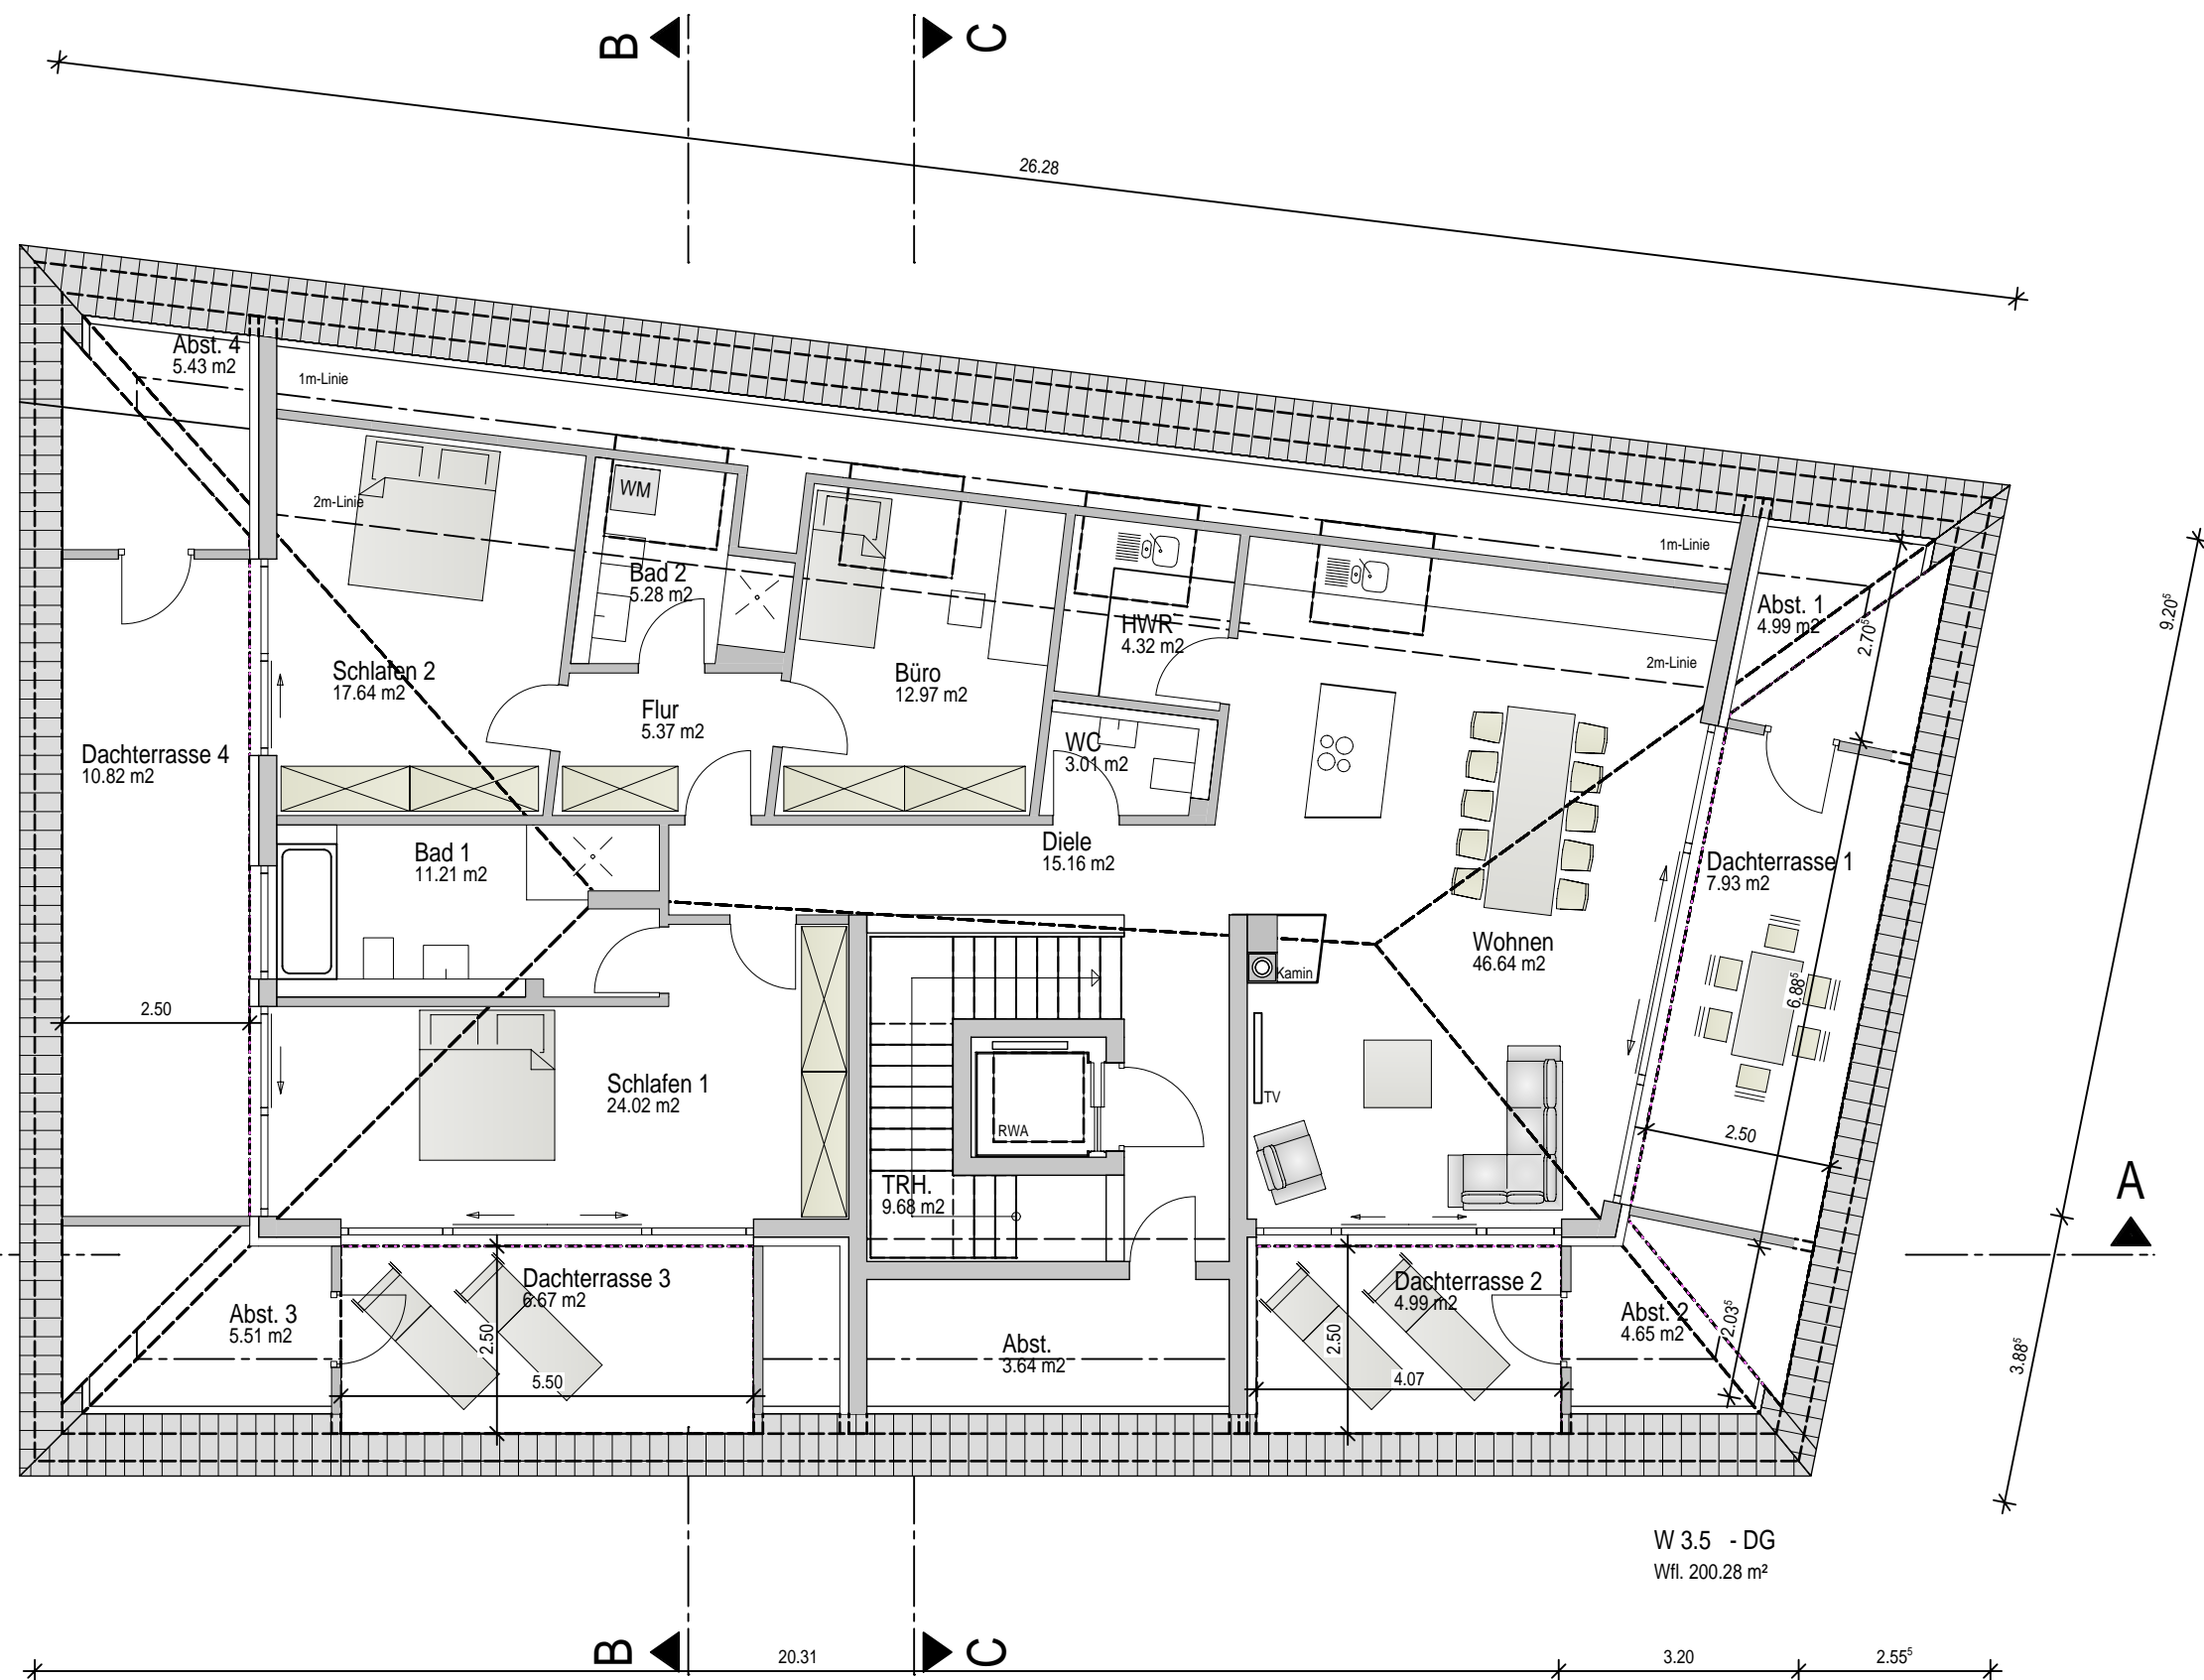 B
C
26.28
Abst. 4
5.43 m2
1m-Linie
2m-Linie
WM
Bad 2
5.28 m2
1m-Linie
Abst. 1
4.99 m2
2.70⁵
9.20⁵
HWR
4.32 m2
2m-Linie
Schlafen 2
17.64 m2
Büro
12.97 m2
Flur
5.37 m2
WC
3.01 m2
Dachterrasse 4
10.82 m2
Bad 1
11.21 m2
Diele
15.16 m2
Dachterrasse 1
7.93 m2
Wohnen
46.64 m2
Kamin
6.88⁵
2.50
Schlafen 1
24.02 m2
TV
RWA
2.50
TRH.
9.68 m2
A
Dachterrasse 3
6.67 m2
Dachterrasse 2
4.99 m2
Abst. 3
5.51 m2
2.50
Abst.
3.64 m2
2.50
Abst. 2
4.65 m2
2.03⁵
3.88⁵
5.50
4.07
W 3.5 - DG
Wfl. 200.28 m²
B
C
20.31
3.20
2.55⁵